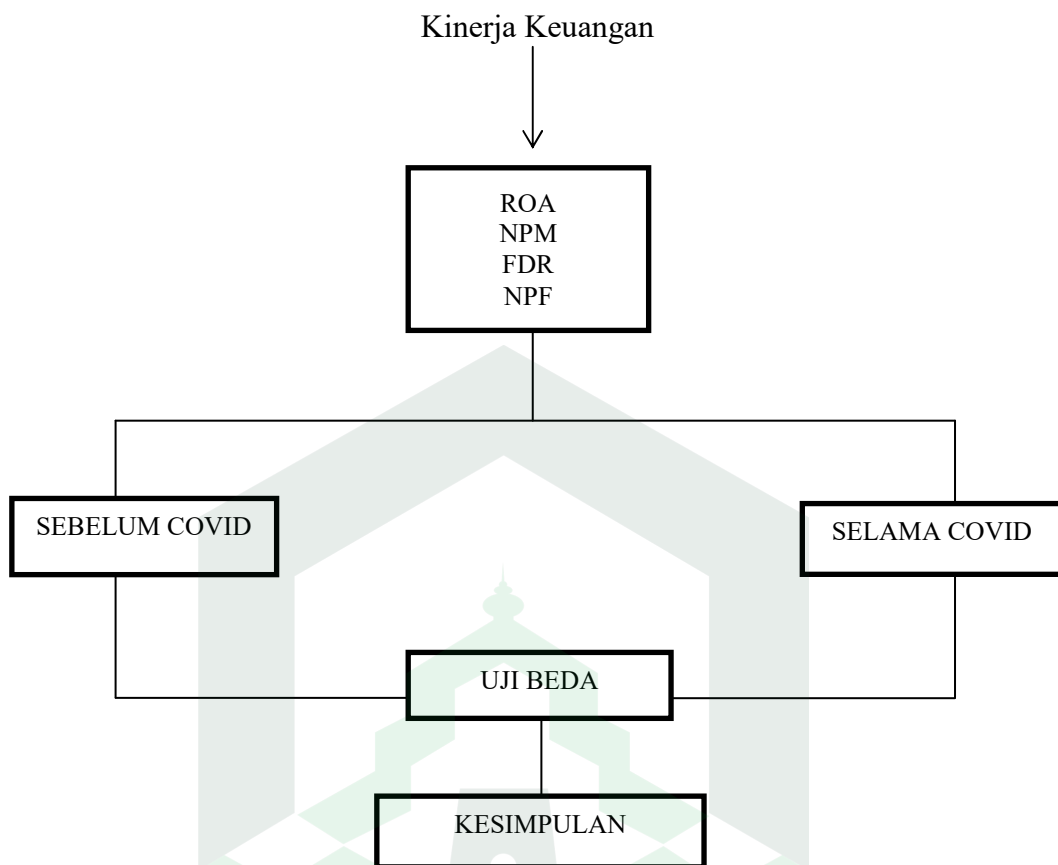 Kinerja Keuangan
ROA
NPM
FDR
NPF
SEBELUM COVID
SELAMA COVID
UJI BEDA
KESIMPULAN